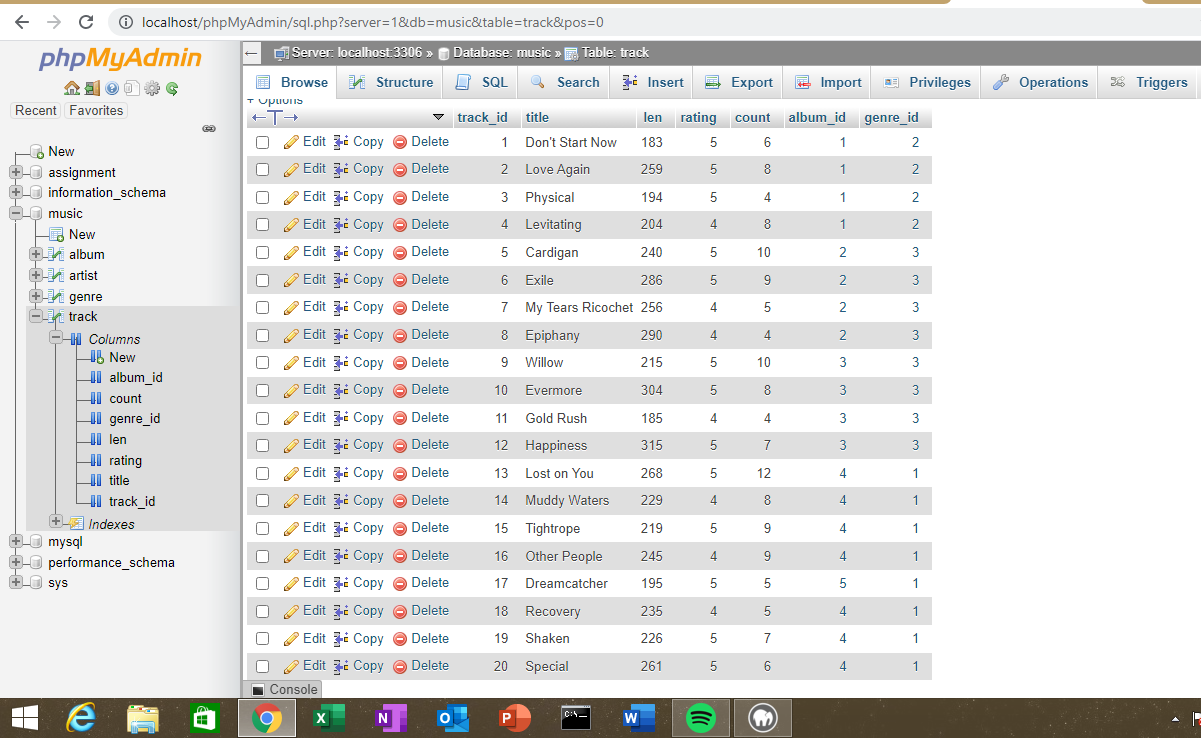 localhost/phpMyAdmin/sql.php?server=1&db=music&table=track&pos=0
phpMyAdmin
Recent Favorites
New
assignment
information_schema
music
New
album
artist
genre
track
Columns
New
album_id
count
genre_id
len
rating
title
track_id
Indexes
mysql
performance_schema
sys
Server: localhost:3306 » Database: music » Table: track
Browse Structure SQL Search Insert Export Import Privileges Operations Triggers
+ Options
←T→ track_id title len rating count album_id genre_id
Edit Copy Delete 1 Don't Start Now 183 5 6 1 2
Edit Copy Delete 2 Love Again 259 5 8 1 2
Edit Copy Delete 3 Physical 194 5 4 1 2
Edit Copy Delete 4 Levitating 204 4 8 1 2
Edit Copy Delete 5 Cardigan 240 5 10 2 3
Edit Copy Delete 6 Exile 286 5 9 2 3
Edit Copy Delete 7 My Tears Ricochet 256 4 5 2 3
Edit Copy Delete 8 Epiphany 290 4 4 2 3
Edit Copy Delete 9 Willow 215 5 10 3 3
Edit Copy Delete 10 Evermore 304 5 8 3 3
Edit Copy Delete 11 Gold Rush 185 4 4 3 3
Edit Copy Delete 12 Happiness 315 5 7 3 3
Edit Copy Delete 13 Lost on You 268 5 12 4 1
Edit Copy Delete 14 Muddy Waters 229 4 8 4 1
Edit Copy Delete 15 Tightrope 219 5 9 4 1
Edit Copy Delete 16 Other People 245 4 9 4 1
Edit Copy Delete 17 Dreamcatcher 195 5 5 5 1
Edit Copy Delete 18 Recovery 235 4 5 4 1
Edit Copy Delete 19 Shaken 226 5 7 4 1
Edit Copy Delete 20 Special 261 5 6 4 1
Console